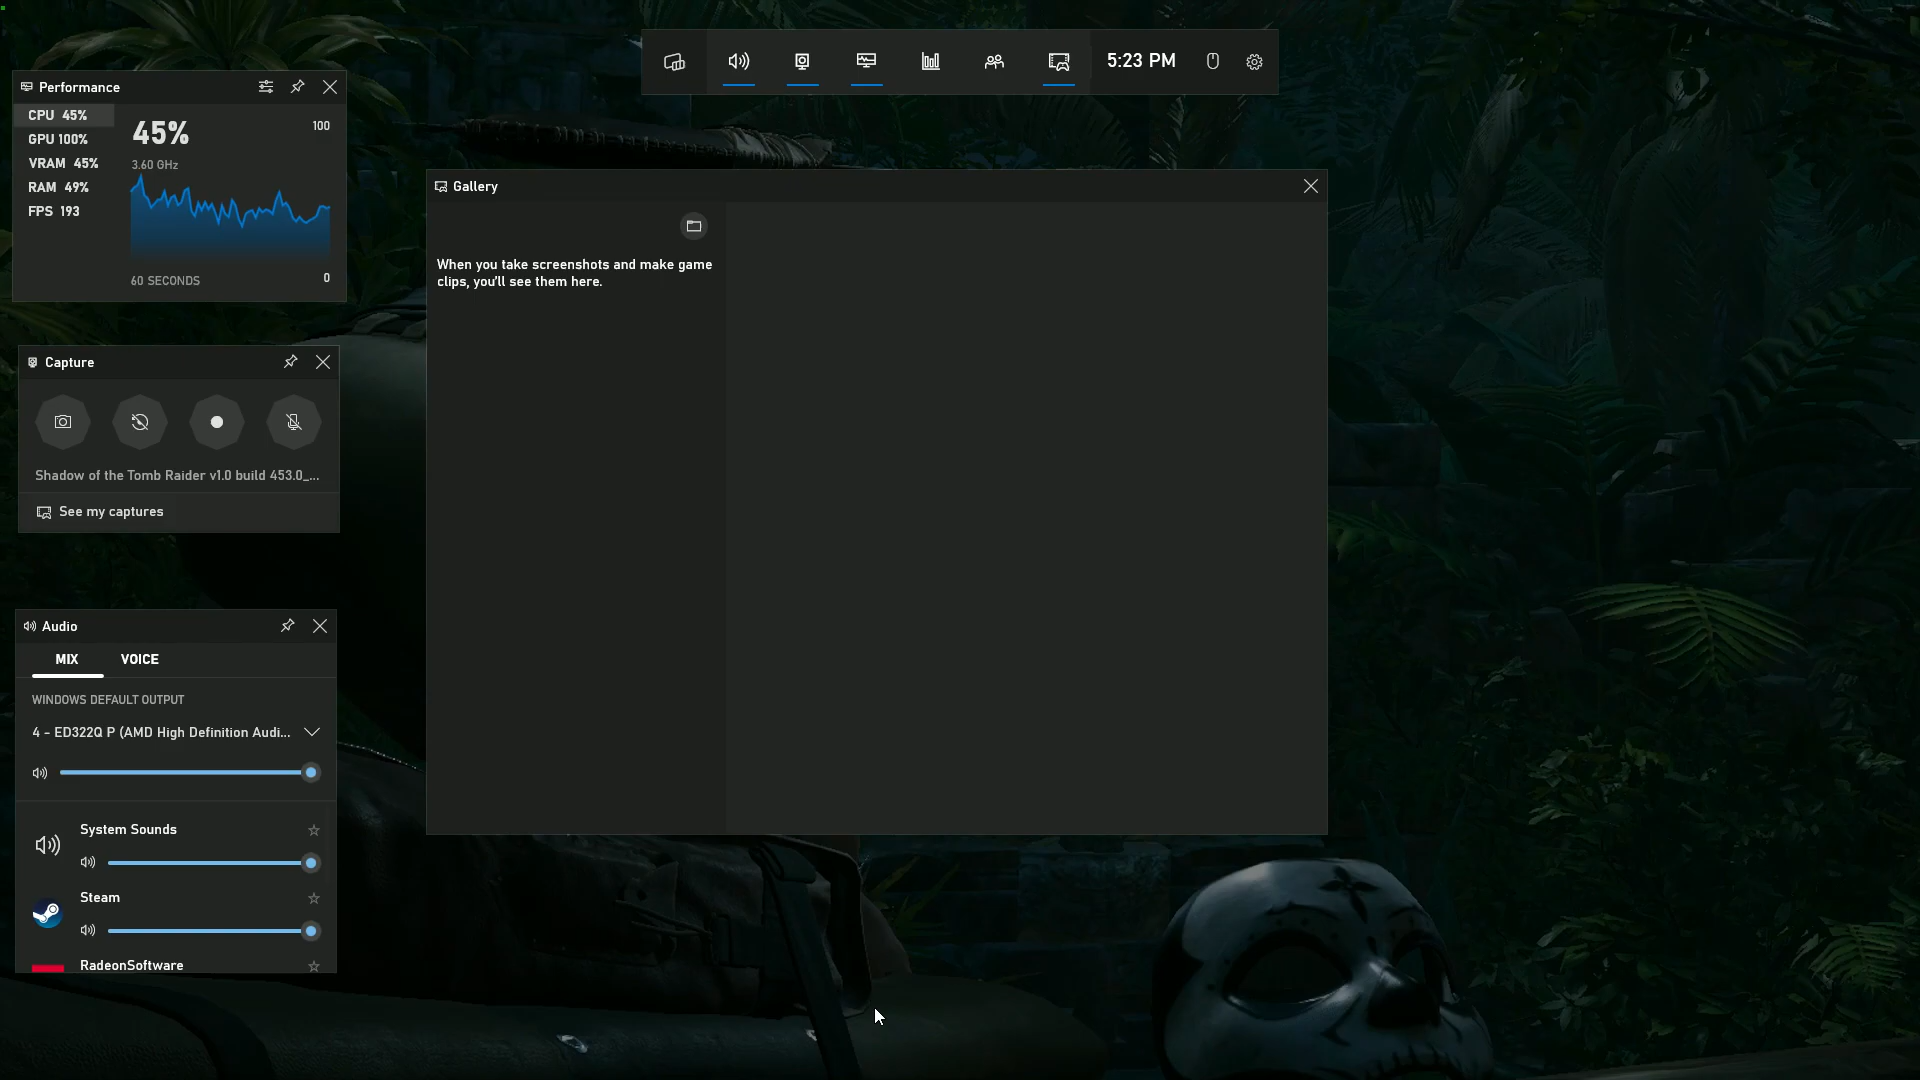 5:23 PM
Performance
CPU 45%
GPU 100%
VRAM 45%
RAM 49%
FPS 193
45%
100
3.60 GHz
60 SECONDS
0
Gallery
When you take screenshots and make game
clips, you'll see them here.
Capture
Shadow of the Tomb Raider v1.0 build 453.0_...
See my captures
Audio
MIX
VOICE
WINDOWS DEFAULT OUTPUT
4 - ED322Q P (AMD High Definition Audi...
System Sounds
Steam
RadeonSoftware